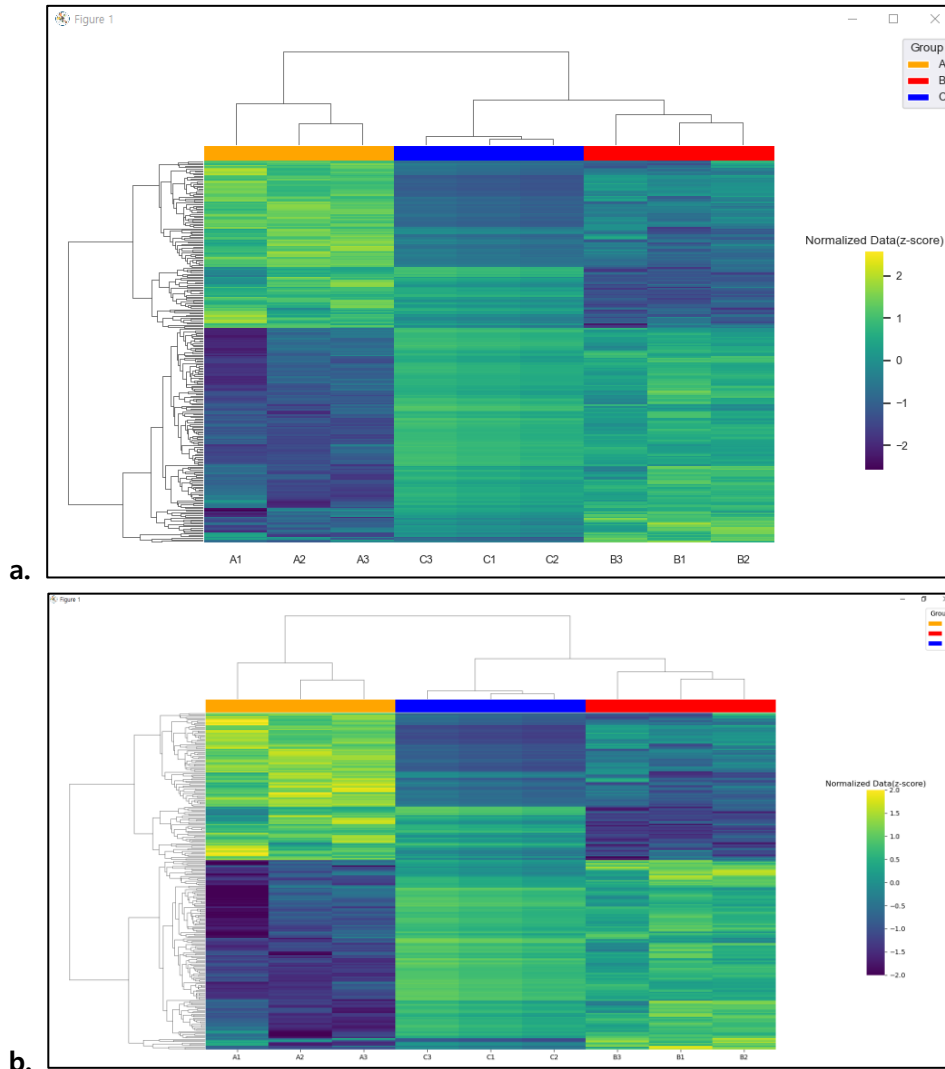 Figure 1
Group
A
B
C
Normalized Data(z-score)
2
1
0
−1
−2
A1 A2 A3 C3 C1 C2 B3 B1 B2
a.
Figure 1
Grou
Normalized Data(z-score)
2.0
1.5
1.0
0.5
0.0
−0.5
−1.0
−1.5
−2.0
A1 A2 A3 C3 C1 C2 B3 B1 B2
b.